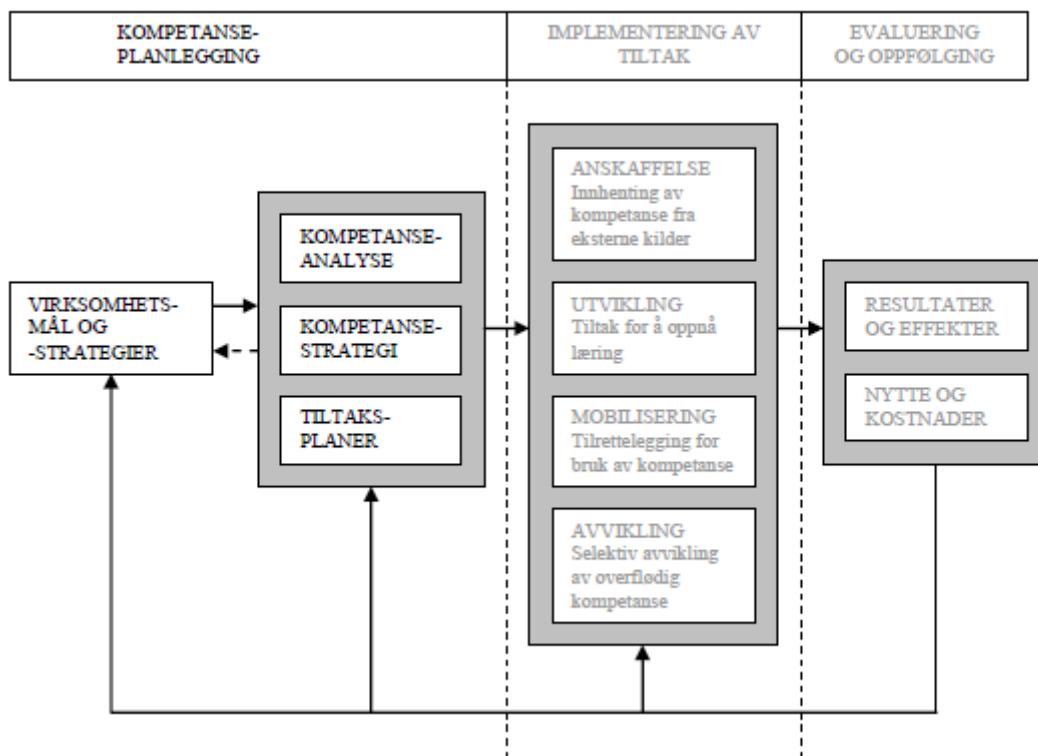 KOMPETANSE-
PLANLEGGING
IMPLEMENTERING AV
TILTAK
EVALUERING
OG OPPFØLGING
VIRKSOMHETS-
MÅL OG
-STRATEGIER
KOMPETANSE-
ANALYSE
KOMPETANSE-
STRATEGI
TILTAKS-
PLANER
ANSKAFFELSE
Innhenting av
kompetanse fra
eksterne kilder
UTVIKLING
Tiltak for å oppnå
læring
MOBILISERING
Tilrettelegging for
bruk av kompetanse
AVVIKLING
Selektiv avvikling
av overflødig
kompetanse
RESULTATER
OG EFFEKTER
NYTTE OG
KOSTNADER